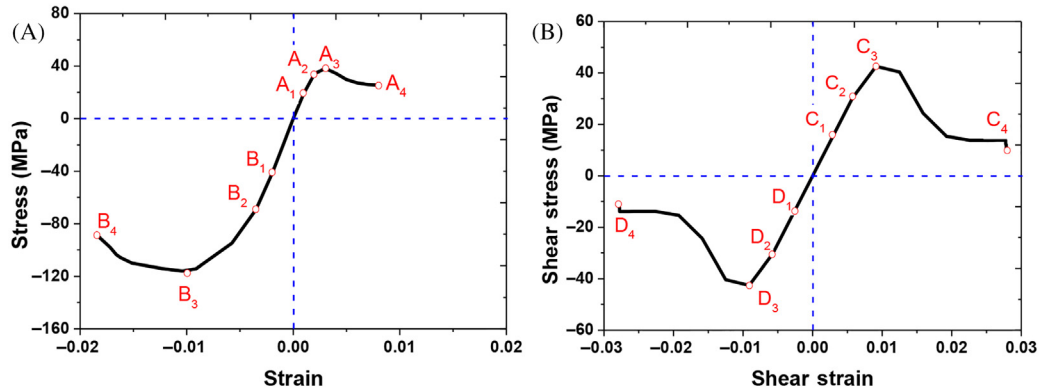 (A)
80
40
0
−40
−80
−120
−160
Stress (MPa)
−0.02
−0.01
0.00
0.01
0.02
Strain
A1
A2
A3
A4
B1
B2
B3
B4
(B)
60
40
20
0
−20
−40
−60
Shear stress (MPa)
−0.03
−0.02
−0.01
0.00
0.01
0.02
0.03
Shear strain
C1
C2
C3
C4
D1
D2
D3
D4